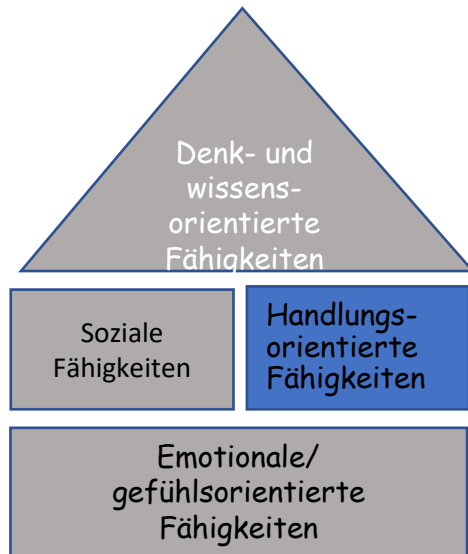 Denk- und
wissens-
orientierte
Fähigkeiten
Soziale
Fähigkeiten
Handlungs-
orientierte
Fähigkeiten
Emotionale/
gefühlsorientierte
Fähigkeiten